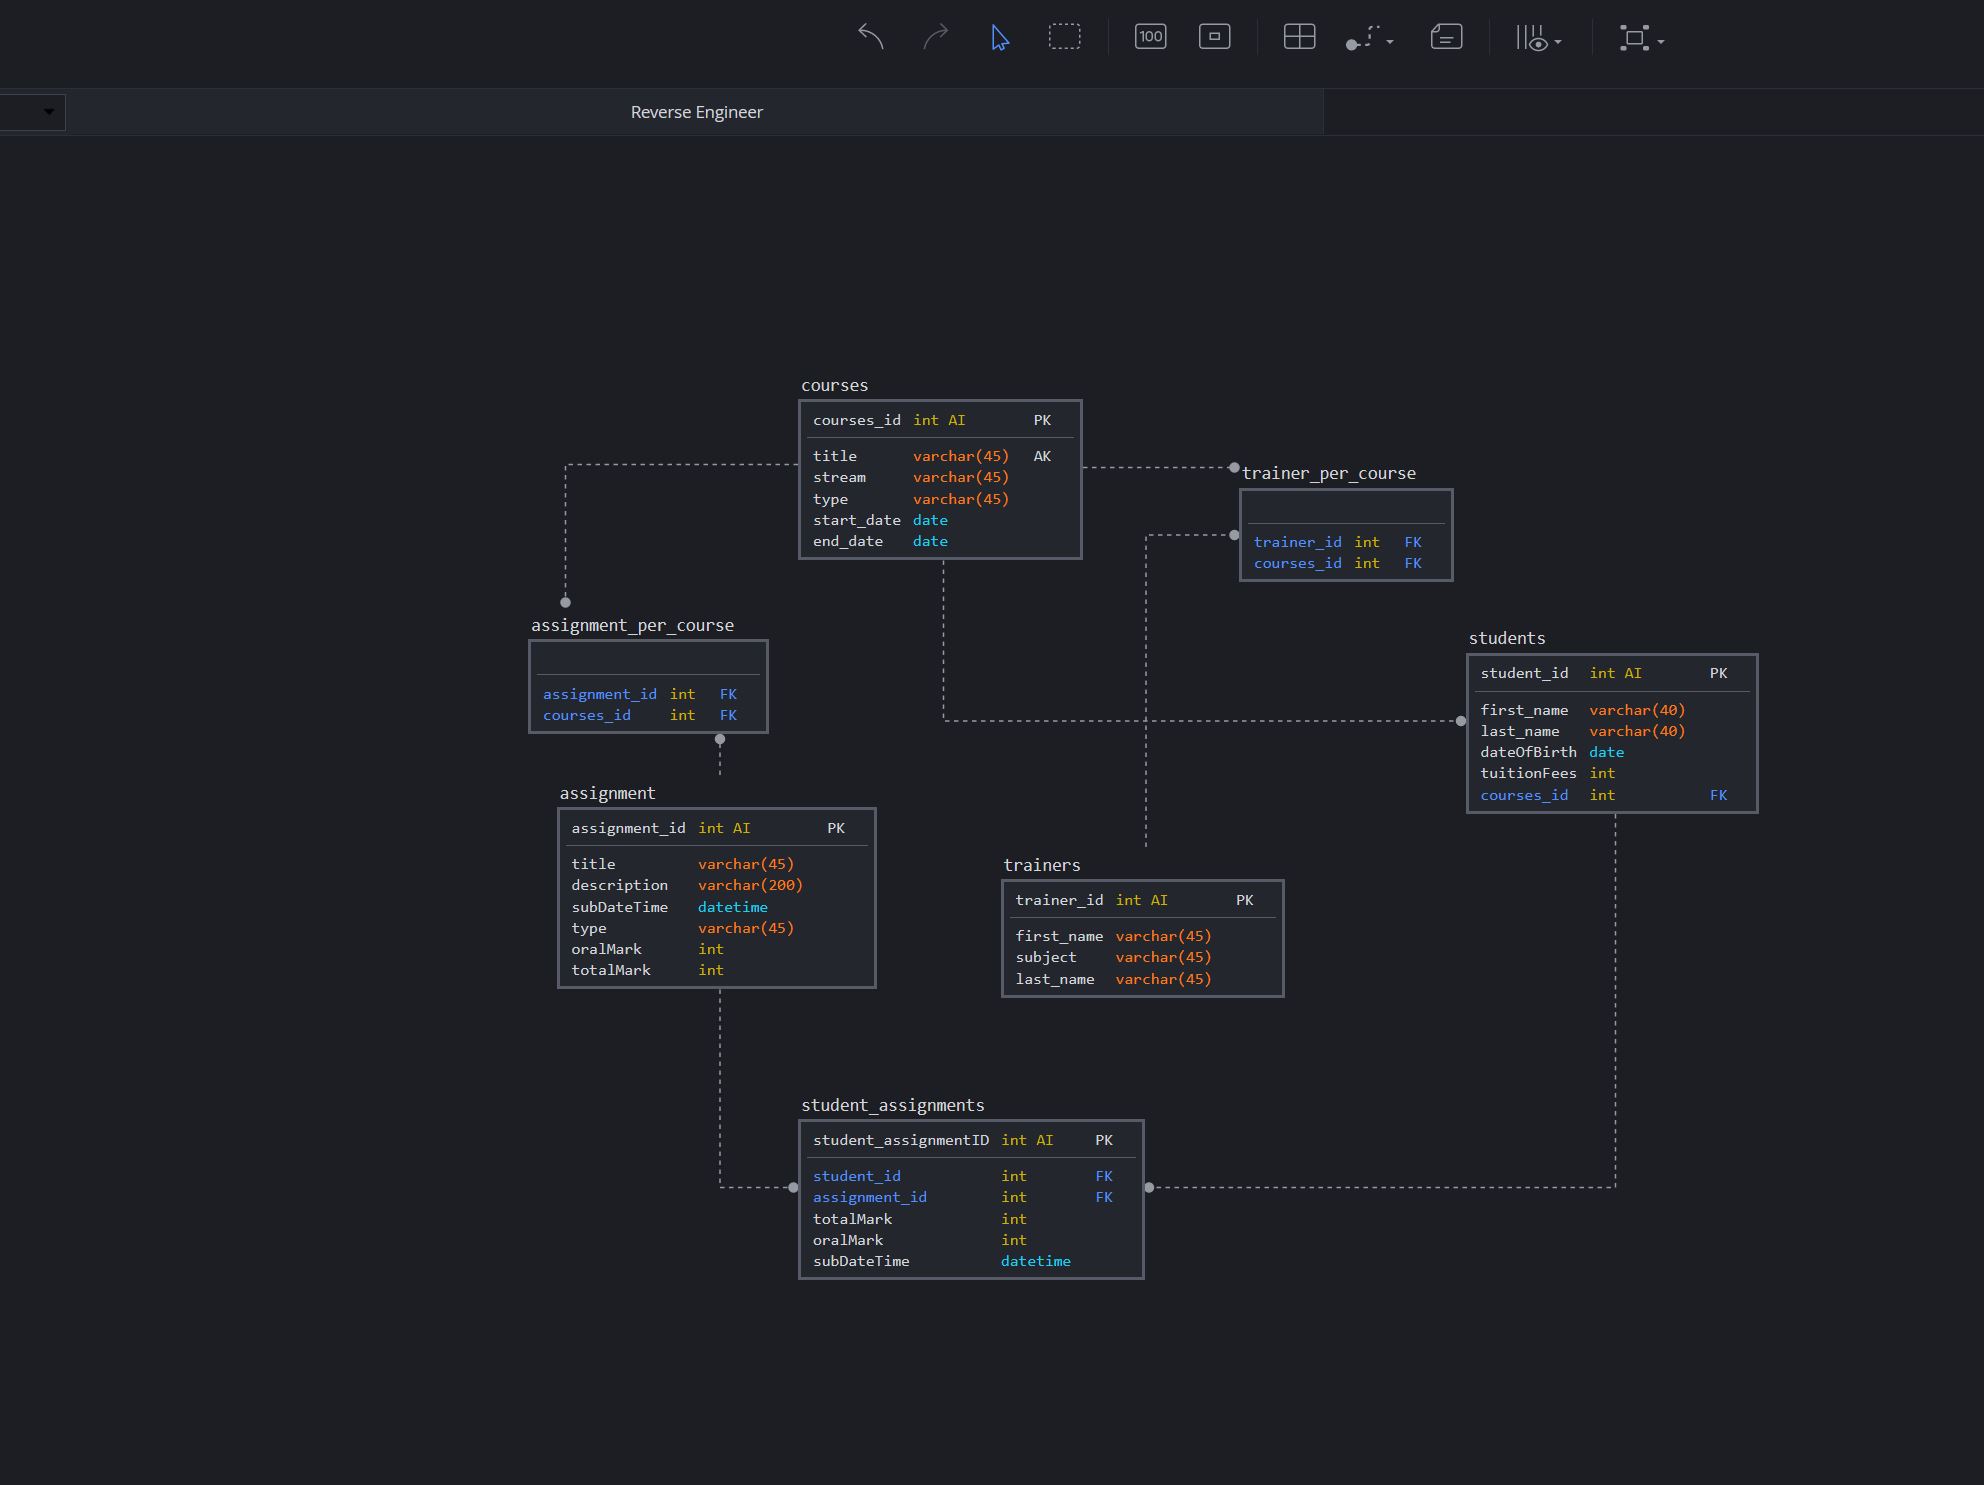 100
Reverse Engineer
courses
courses_id int AI PK
title varchar(45) AK
stream varchar(45)
type varchar(45)
start_date date
end_date date
trainer_per_course
trainer_id int FK
courses_id int FK
assignment_per_course
assignment_id int FK
courses_id int FK
students
student_id int AI PK
first_name varchar(40)
last_name varchar(40)
dateOfBirth date
tuitionFees int
courses_id int FK
assignment
assignment_id int AI PK
title varchar(45)
description varchar(200)
subDateTime datetime
type varchar(45)
oralMark int
totalMark int
trainers
trainer_id int AI PK
first_name varchar(45)
subject varchar(45)
last_name varchar(45)
student_assignments
student_assignmentID int AI PK
student_id int FK
assignment_id int FK
totalMark int
oralMark int
subDateTime datetime